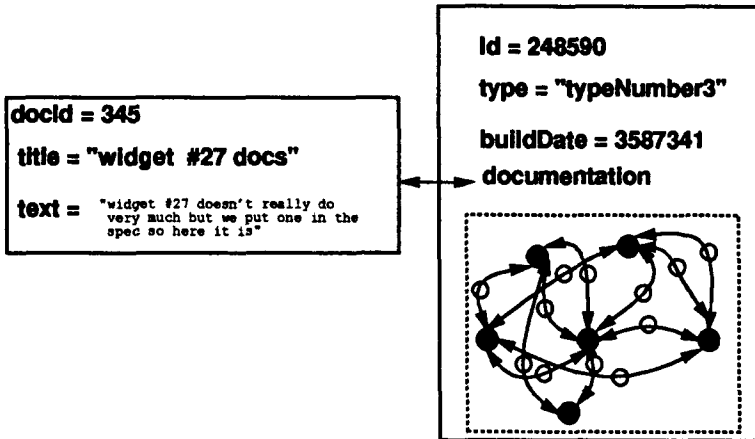 docId = 345
title = "widget #27 docs"
text = "widget #27 doesn't really do
very much but we put one in the
spec so here it is"
id = 248590
type = "typeNumber3"
buildDate = 3587341
documentation